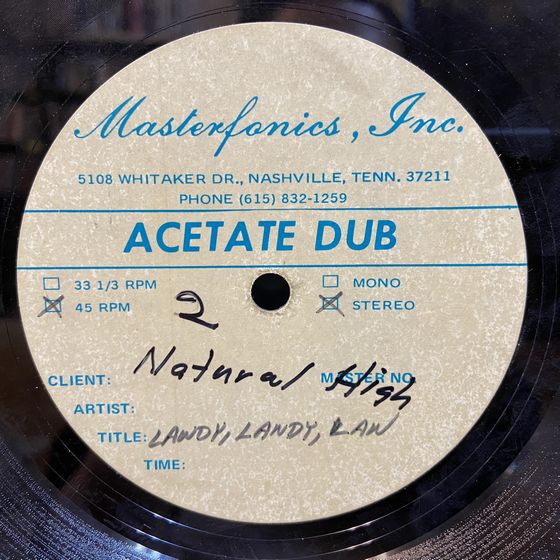 Masterfonics, Inc.
5108 WHITAKER DR., NASHVILLE, TENN. 37211
PHONE (615) 832-1259
ACETATE DUB
33 1/3 RPM MONO
45 RPM 2 STEREO
CLIENT: Natural High MASTER NO.
ARTIST:
TITLE: LAWDY, LANDY, LAW
TIME: